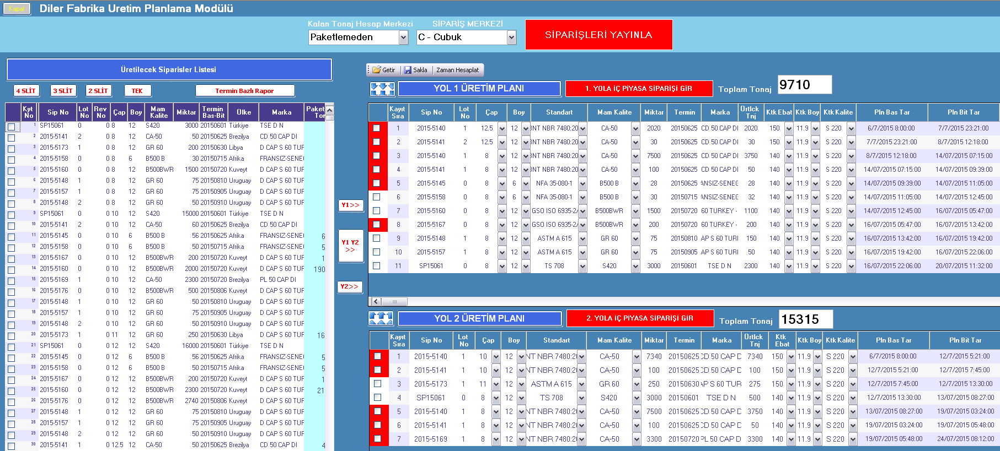 Kapat
Diler Fabrika Uretim Planlama Modülü
Kalan Tonaj Hesap Merkezi SİPARİŞ MERKEZİ
Paketlemeden C - Cubuk SİPARİŞLERİ YAYINLA
Üretilecek Siparisler Listesi
4 SLİT 3 SLİT 2 SLİT TEK Termin Bazlı Rapor
Kyt No Sip No Lot No Rev No Çap Boy Mam Kalite Miktar Termin Bas-Bit Ülke Marka Paket Tor
1 SP15061 0 0 8 12 S420 3000 20150601 Türkiye TSE D N
2 2015-5141 2 0 8 12 CA-50 50 20150625 Brezilya CD 50 CAP DI
3 2015-5173 1 0 8 12 GR 60 200 20150630 Libya D CAP S 60 TUF
4 2015-5158 0 0 8 6 B500 B 30 20150715 Afrika FRANSIZ-SENE
5 2015-5160 0 0 8 12 B500BWR 1500 20150720 Kuveyt D CAP S 60 TUF
6 2015-5148 1 0 8 12 GR 60 75 20150810 Uruguay D CAP S 60 TUF
7 2015-5157 1 0 8 12 GR 60 75 20150905 Uruguay D CAP S 60 TUF
8 2015-5148 2 0 8 12 GR 60 50 20150910 Uruguay D CAP S 60 TUF
9 SP15061 0 0 10 12 S420 15000 20150601 Türkiye TSE D N
10 2015-5141 2 0 10 12 CA-50 60 20150625 Brezilya CD 50 CAP DI
11 2015-5145 0 0 10 6 B500 B 56 20150625 Afrika FRANSIZ-SENE 6
12 2015-5158 0 0 10 6 B500 B 50 20150715 Afrika FRANSIZ-SENE 5
13 2015-5167 0 0 10 12 B500BWR 200 20150720 Kuveyt D CAP S 60 TUF 1
14 2015-5160 0 0 10 12 B500BWR 2000 20150720 Kuveyt D CAP S 60 TUF 190
15 2015-5169 1 0 10 12 CA-50 2300 20150720 Brezilya PL 50 CAP DI
16 2015-5176 0 0 10 12 B500BWR 500 20150806 Kuveyt D CAP S 60 TUF
17 2015-5148 1 0 10 12 GR 60 50 20150810 Uruguay D CAP S 60 TUF
18 2015-5157 1 0 10 12 GR 60 75 20150905 Uruguay D CAP S 60 TUF
19 2015-5148 2 0 10 12 GR 60 50 20150910 Uruguay D CAP S 60 TUF
20 2015-5173 1 0 11 12 GR 60 250 20150630 Libya D CAP S 60 TUF 16
21 SP15061 0 0 12 12 S420 16000 20150601 Türkiye TSE D N
22 2015-5145 0 0 12 6 B500 B 56 20150625 Afrika FRANSIZ-SENE 5
23 2015-5158 0 0 12 6 B500 B 50 20150715 Afrika FRANSIZ-SENE 5
24 2015-5167 0 0 12 12 B500BWR 200 20150720 Kuveyt D CAP S 60 TUF 1
25 2015-5160 0 0 12 12 B500BWR 2300 20150720 Kuveyt D CAP S 60 TUF 21
26 2015-5176 0 0 12 12 B500BWR 2740 20150806 Kuveyt D CAP S 60 TUF
27 2015-5148 1 0 12 12 GR 60 75 20150810 Uruguay D CAP S 60 TUF
28 2015-5157 1 0 12 12 GR 60 75 20150905 Uruguay D CAP S 60 TUF
29 2015-5148 2 0 12 12 GR 60 50 20150910 Uruguay D CAP S 60 TUF
30 2015-5141 1 0 12.5 12 CA-50 50 20150625 Brezilya CD 50 CAP DI 4
Y1>>
Y1 Y2
>>
Y2>>
Getir Sakla Zaman Hesaplat
YOL 1 ÜRETİM PLANI 1. YOLA İÇ PİYASA SİPARİŞİ GİR Toplam Tonaj 9710
Kayıt Sıra Sip No Lot No Çap Boy Standart Mam Kalite Miktar Termin Marka Ürtlck Tnj Ktk Ebat Ktk Boy Ktk Kalite Pln Bas Tar Pln Bit Tar
1 2015-5140 1 12.5 12 NT NBR 7480:20 CA-50 2020 20150625 CD 50 CAP DI 2020 150 11.9 S 220 6/7/2015 8:00:00 7/7/2015 23:21:00
2 2015-5141 2 12.5 12 NT NBR 7480:20 CA-50 30 20150625 CD 50 CAP DI 30 150 11.9 S 220 7/7/2015 23:21:00 8/7/2015 12:18:00
3 2015-5140 1 8 12 NT NBR 7480:20 CA-50 7500 20150625 CD 50 CAP DI 3750 140 11.9 S 220 8/7/2015 12:18:00 14/07/2015 07:15:00
4 2015-5141 1 8 12 NT NBR 7480:20 CA-50 100 20150625 CD 50 CAP DI 50 140 11.9 S 220 14/07/2015 07:15:00 14/07/2015 09:39:00
5 2015-5145 0 8 6 NFA 35-080-1 B500 B 28 20150625 ANSIZ-SENEG 28 140 11.9 S 220 14/07/2015 09:39:00 14/07/2015 11:05:00
6 2015-5158 0 8 6 NFA 35-080-1 B500 B 30 20150715 ANSIZ-SENEG 32 140 11.9 S 220 14/07/2015 11:05:00 14/07/2015 12:45:00
7 2015-5160 0 8 12 GSO ISO 6935-2/ B500BWR 1500 20150720 60 TURKEY - 1100 140 11.9 S 220 14/07/2015 12:45:00 16/07/2015 05:47:00
8 2015-5167 0 8 12 GSO ISO 6935-2/ B500BWR 200 20150720 60 TURKEY - 200 140 11.9 S 220 16/07/2015 05:47:00 16/07/2015 13:42:00
9 2015-5148 1 8 12 ASTM A 615 GR 60 75 20150810 AP S 60 TURI 150 140 11.9 S 220 16/07/2015 13:42:00 16/07/2015 19:42:00
10 2015-5157 1 8 12 ASTM A 615 GR 60 75 20150905 AP S 60 TURI 50 140 11.9 S 220 16/07/2015 19:42:00 16/07/2015 22:06:00
11 SP15061 0 8 12 TS 708 S420 3000 20150601 TSE D N 2300 140 11.9 S 220 16/07/2015 22:06:00 20/07/2015 11:32:00
YOL 2 ÜRETİM PLANI 2. YOLA İÇ PİYASA SİPARİŞİ GİR Toplam Tonaj 15315
Kayıt Sıra Sip No Lot No Çap Boy Standart Mam Kalite Miktar Termin Marka Ürtlck Tnj Ktk Ebat Ktk Boy Ktk Kalite Pln Bas Tar Pln Bit Tar
1 2015-5140 1 10 12 NT NBR 7480:20 CA-50 7340 20150625 CD 50 CAP D 7340 150 11.9 S 220 6/7/2015 8:00:00 12/7/2015 5:21:00
2 2015-5141 1 10 12 NT NBR 7480:20 CA-50 100 20150625 CD 50 CAP D 100 150 11.9 S 220 12/7/2015 5:21:00 12/7/2015 7:45:00
3 2015-5173 1 11 12 ASTM A 615 GR 60 250 20150630 AP S 60 TUR 275 150 11.9 S 220 12/7/2015 7:45:00 12/7/2015 13:30:00
4 SP15061 0 8 12 TS 708 S420 3000 20150601 TSE D N 500 140 11.9 S 220 12/7/2015 13:30:00 13/07/2015 08:27:00
5 2015-5140 1 8 12 NT NBR 7480:20 CA-50 7500 20150625 CD 50 CAP D 3750 140 11.9 S 220 13/07/2015 08:27:00 19/07/2015 03:24:00
6 2015-5141 1 8 12 NT NBR 7480:20 CA-50 100 20150625 CD 50 CAP D 50 140 11.9 S 220 19/07/2015 03:24:00 19/07/2015 05:48:00
7 2015-5169 1 8 12 NT NBR 7480:20 CA-50 3300 20150720 PL 50 CAP D 3300 140 11.9 S 220 19/07/2015 05:48:00 24/07/2015 08:12:00